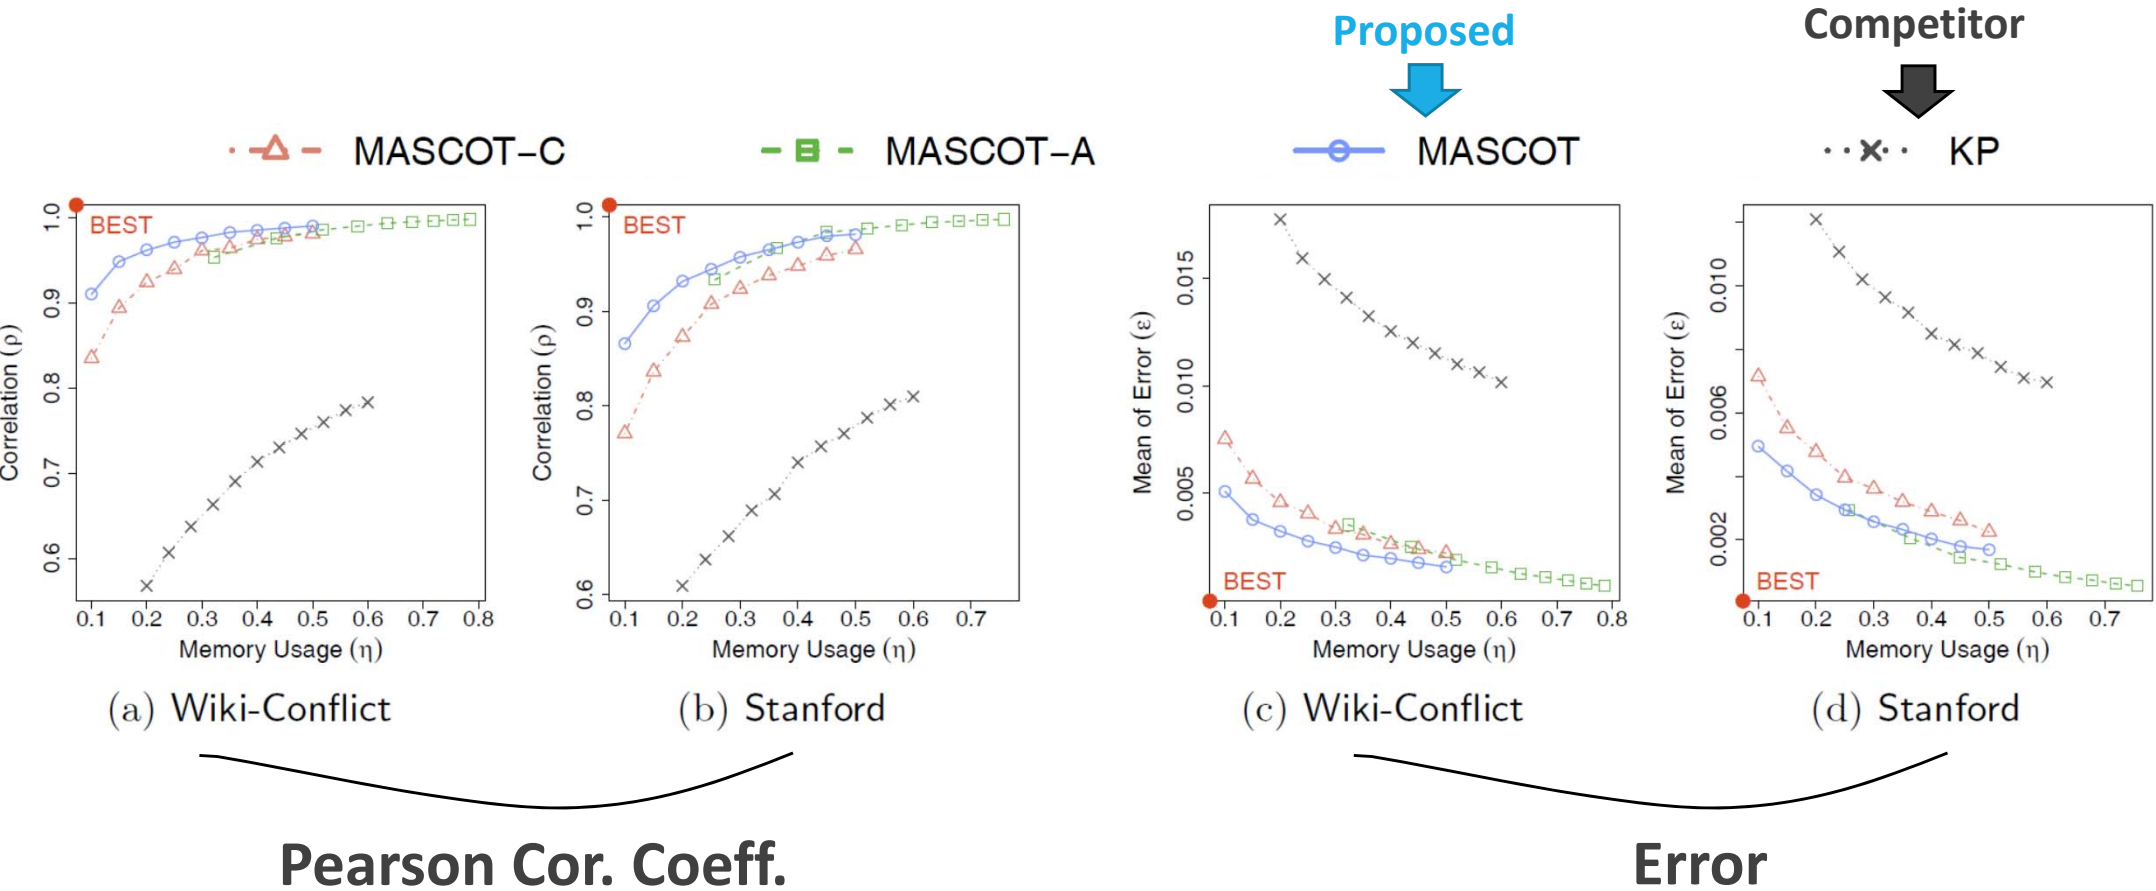 Proposed
Competitor
MASCOT−C
MASCOT−A
MASCOT
KP
Correlation (ρ)
1.0
0.9
0.8
0.7
0.6
BEST
0.1 0.2 0.3 0.4 0.5 0.6 0.7 0.8
Memory Usage (η)
(a) Wiki-Conflict
Correlation (ρ)
1.0
0.9
0.8
0.7
0.6
BEST
0.1 0.2 0.3 0.4 0.5 0.6 0.7
Memory Usage (η)
(b) Stanford
Mean of Error (ε)
0.015
0.010
0.005
BEST
0.1 0.2 0.3 0.4 0.5 0.6 0.7 0.8
Memory Usage (η)
(c) Wiki-Conflict
Mean of Error (ε)
0.010
0.006
0.002
BEST
0.1 0.2 0.3 0.4 0.5 0.6 0.7
Memory Usage (η)
(d) Stanford
Pearson Cor. Coeff.
Error